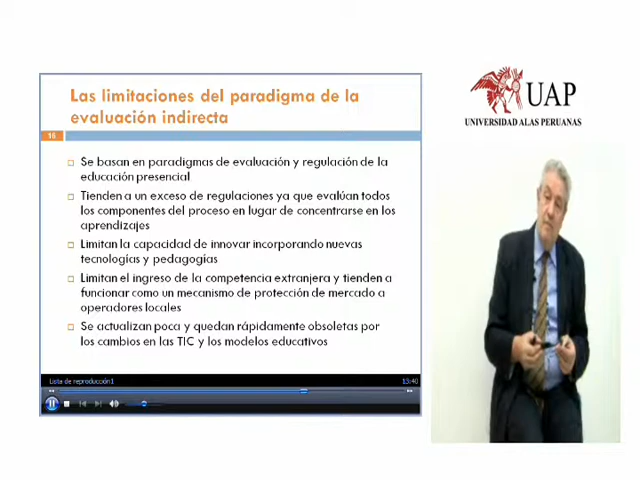 Las limitaciones del paradigma de la
evaluación indirecta
16
Se basan en paradigmas de evaluación y regulación de la
educación presencial
Tienden a un exceso de regulaciones ya que evalúan todos
los componentes del proceso en lugar de concentrarse en los
aprendizajes
Limitan la capacidad de innovar incorporando nuevas
tecnologías y pedagogías
Limitan el ingreso de la competencia extranjera y tienden a
funcionar como un mecanismo de protección de mercado a
operadores locales
Se actualizan poca y quedan rápidamente obsoletas por
los cambios en las TIC y los modelos educativos
Lista de reproducción1
13:40
UAP
UNIVERSIDAD ALAS PERUANAS